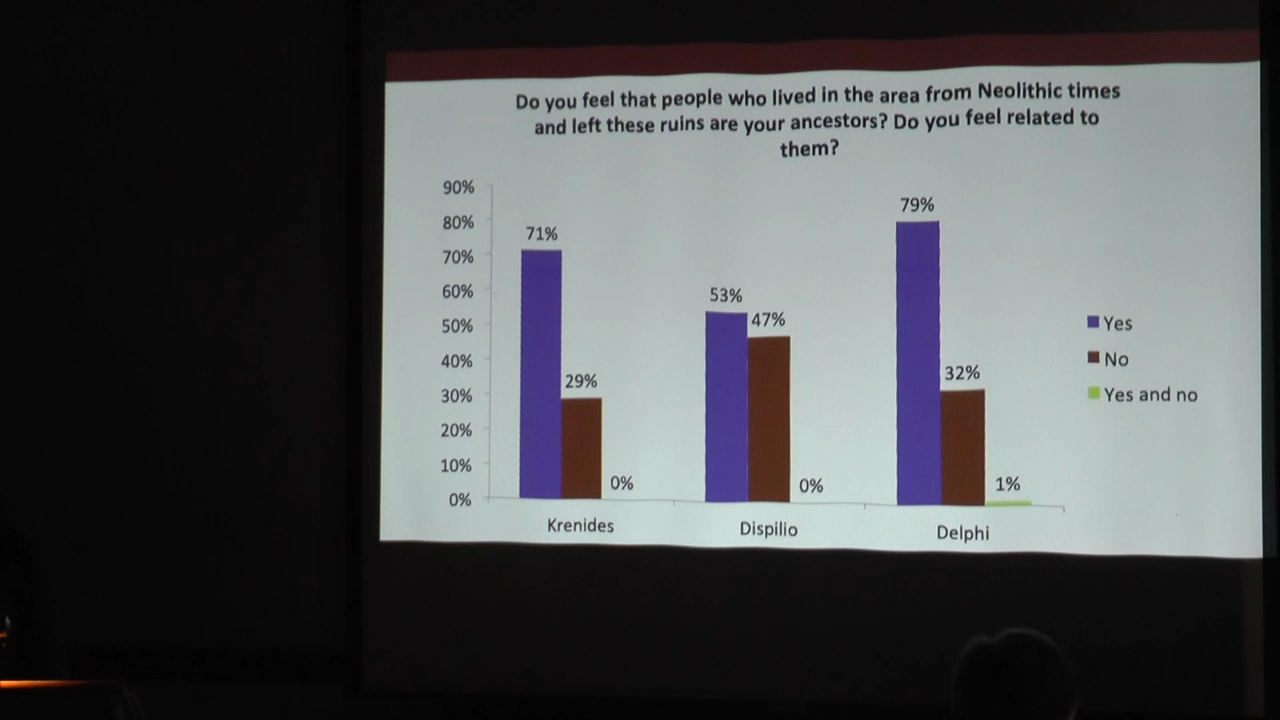 Do you feel that people who lived in the area from Neolithic times
and left these ruins are your ancestors? Do you feel related to
them?
90%
80%
70%
60%
50%
40%
30%
20%
10%
0%
71%
29%
0%
53%
47%
0%
79%
32%
1%
Krenides
Dispilio
Delphi
Yes
No
Yes and no